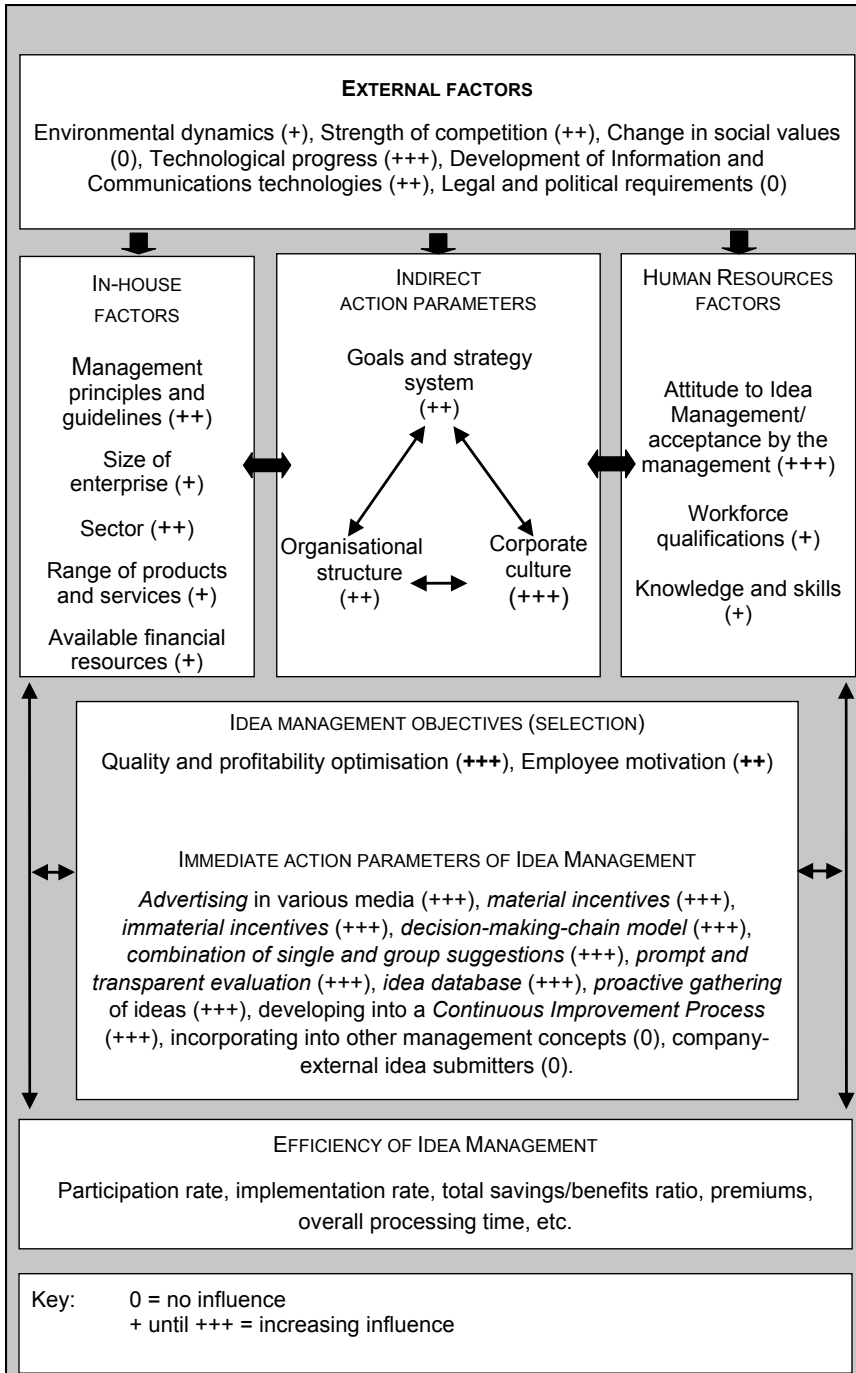 EXTERNAL FACTORS
Environmental dynamics (+), Strength of competition (++), Change in social values
(0), Technological progress (+++), Development of Information and
Communications technologies (++), Legal and political requirements (0)
IN-HOUSE
FACTORS
Management
principles and
guidelines (++)
Size of
enterprise (+)
Sector (++)
Range of products
and services (+)
Available financial
resources (+)
INDIRECT
ACTION PARAMETERS
Goals and strategy
system
(++)
Organisational
structure
(++)
Corporate
culture
(+++)
HUMAN RESOURCES
FACTORS
Attitude to Idea
Management/
acceptance by the
management (+++)
Workforce
qualifications (+)
Knowledge and skills
(+)
IDEA MANAGEMENT OBJECTIVES (SELECTION)
Quality and profitability optimisation (+++), Employee motivation (++)
IMMEDIATE ACTION PARAMETERS OF IDEA MANAGEMENT
Advertising in various media (+++), material incentives (+++),
immaterial incentives (+++), decision-making-chain model (+++),
combination of single and group suggestions (+++), prompt and
transparent evaluation (+++), idea database (+++), proactive gathering
of ideas (+++), developing into a Continuous Improvement Process
(+++), incorporating into other management concepts (0), company-
external idea submitters (0).
EFFICIENCY OF IDEA MANAGEMENT
Participation rate, implementation rate, total savings/benefits ratio, premiums,
overall processing time, etc.
Key: 0 = no influence
+ until +++ = increasing influence